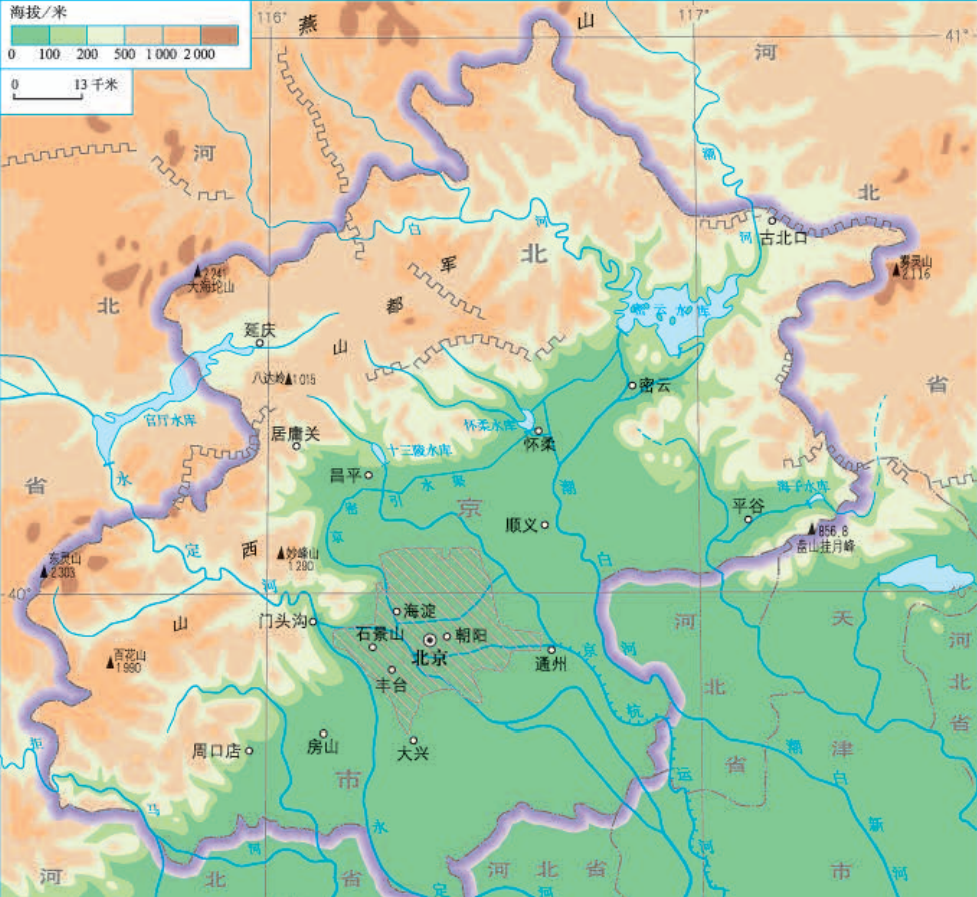 海拔/米
0 100 200 500 1 000 2 000
0 13 千米
116°
117°
41°
燕
山
河
河
北
北
北
白
河
潮
河
古北口
雾灵山
2 116
2 241
大海坨山
军
都
山
密云水库
延庆
八达岭 1 015
密云
省
官厅水库
居庸关
怀柔水库
怀柔
十三陵水库
昌平
京
密
引
水
渠
京
潮
白
河
顺义
平谷
海子水库
856.8
盘山挂月峰
省
永
定
河
西
山
妙峰山
1 290
东灵山
2 303
40°
40°
门头沟
海淀
石景山
朝阳
北京
丰台
通州
百花山
1 990
京
杭
运
河
河
北
省
天
津
市
河
北
省
周口店
房山
大兴
市
拒
马
河
永
定
河
潮
白
新
河
河
北
省
河
北
省